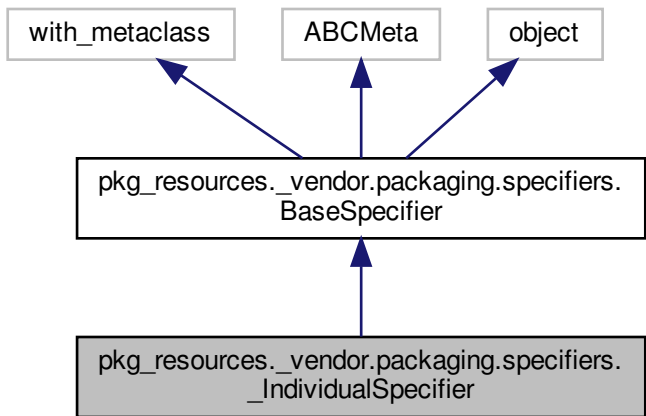 with_metaclass
ABCMeta
object
pkg_resources._vendor.packaging.specifiers.
BaseSpecifier
pkg_resources._vendor.packaging.specifiers.
_IndividualSpecifier